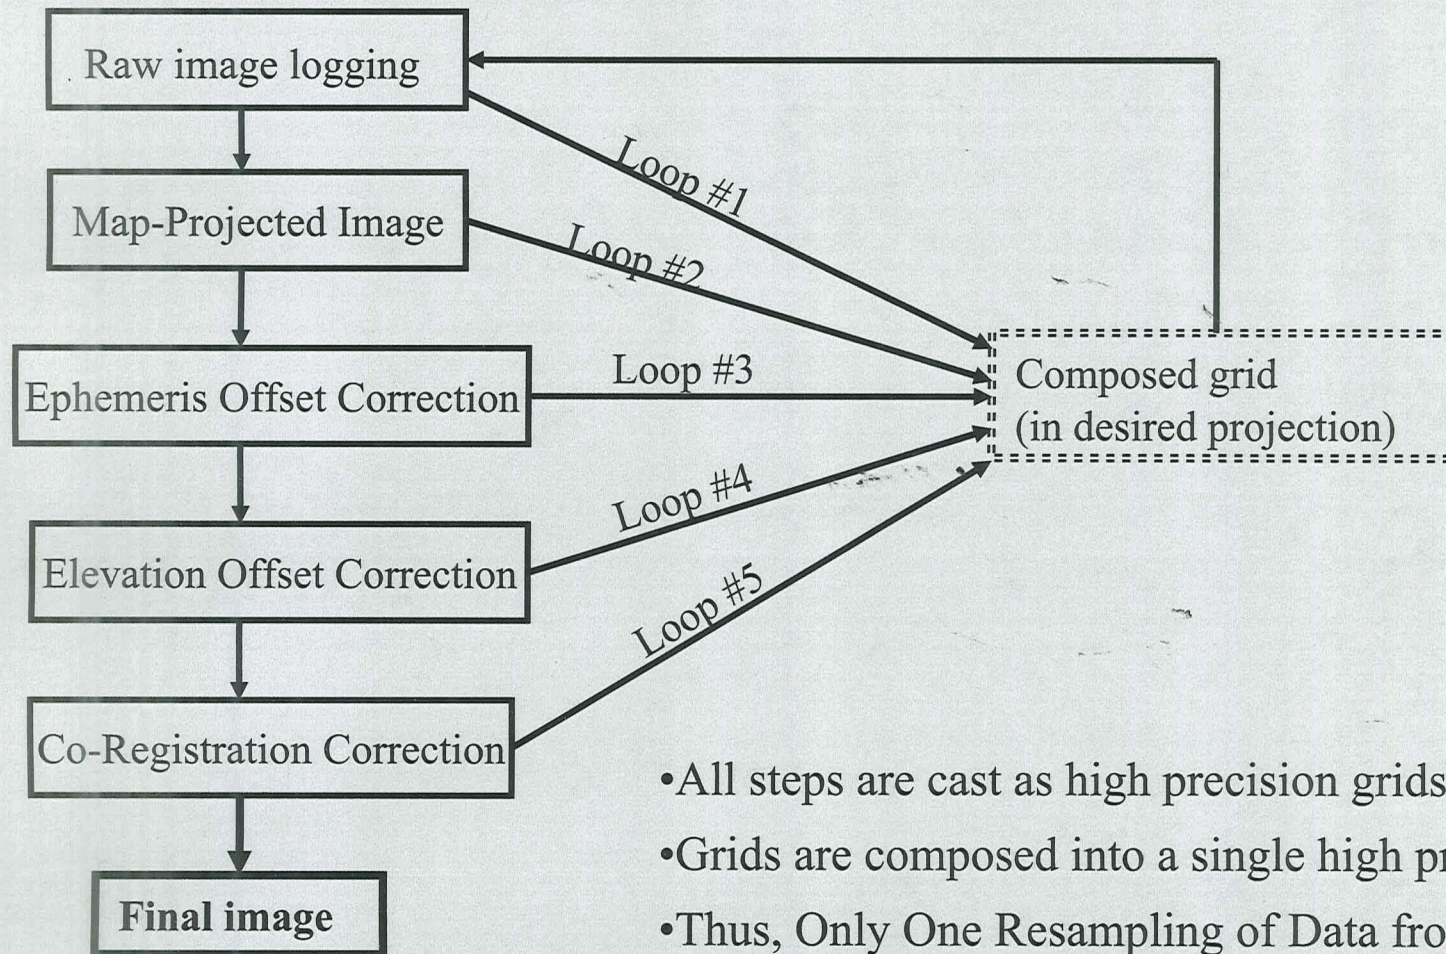 Raw image logging
Loop #1
Map-Projected Image
Loop #2
Ephemeris Offset Correction
Loop #3
Composed grid
(in desired projection)
Elevation Offset Correction
Loop #4
Co-Registration Correction
Loop #5
Final image
•All steps are cast as high precision grids
•Grids are composed into a single high
•Thus, Only One Resampling of Data